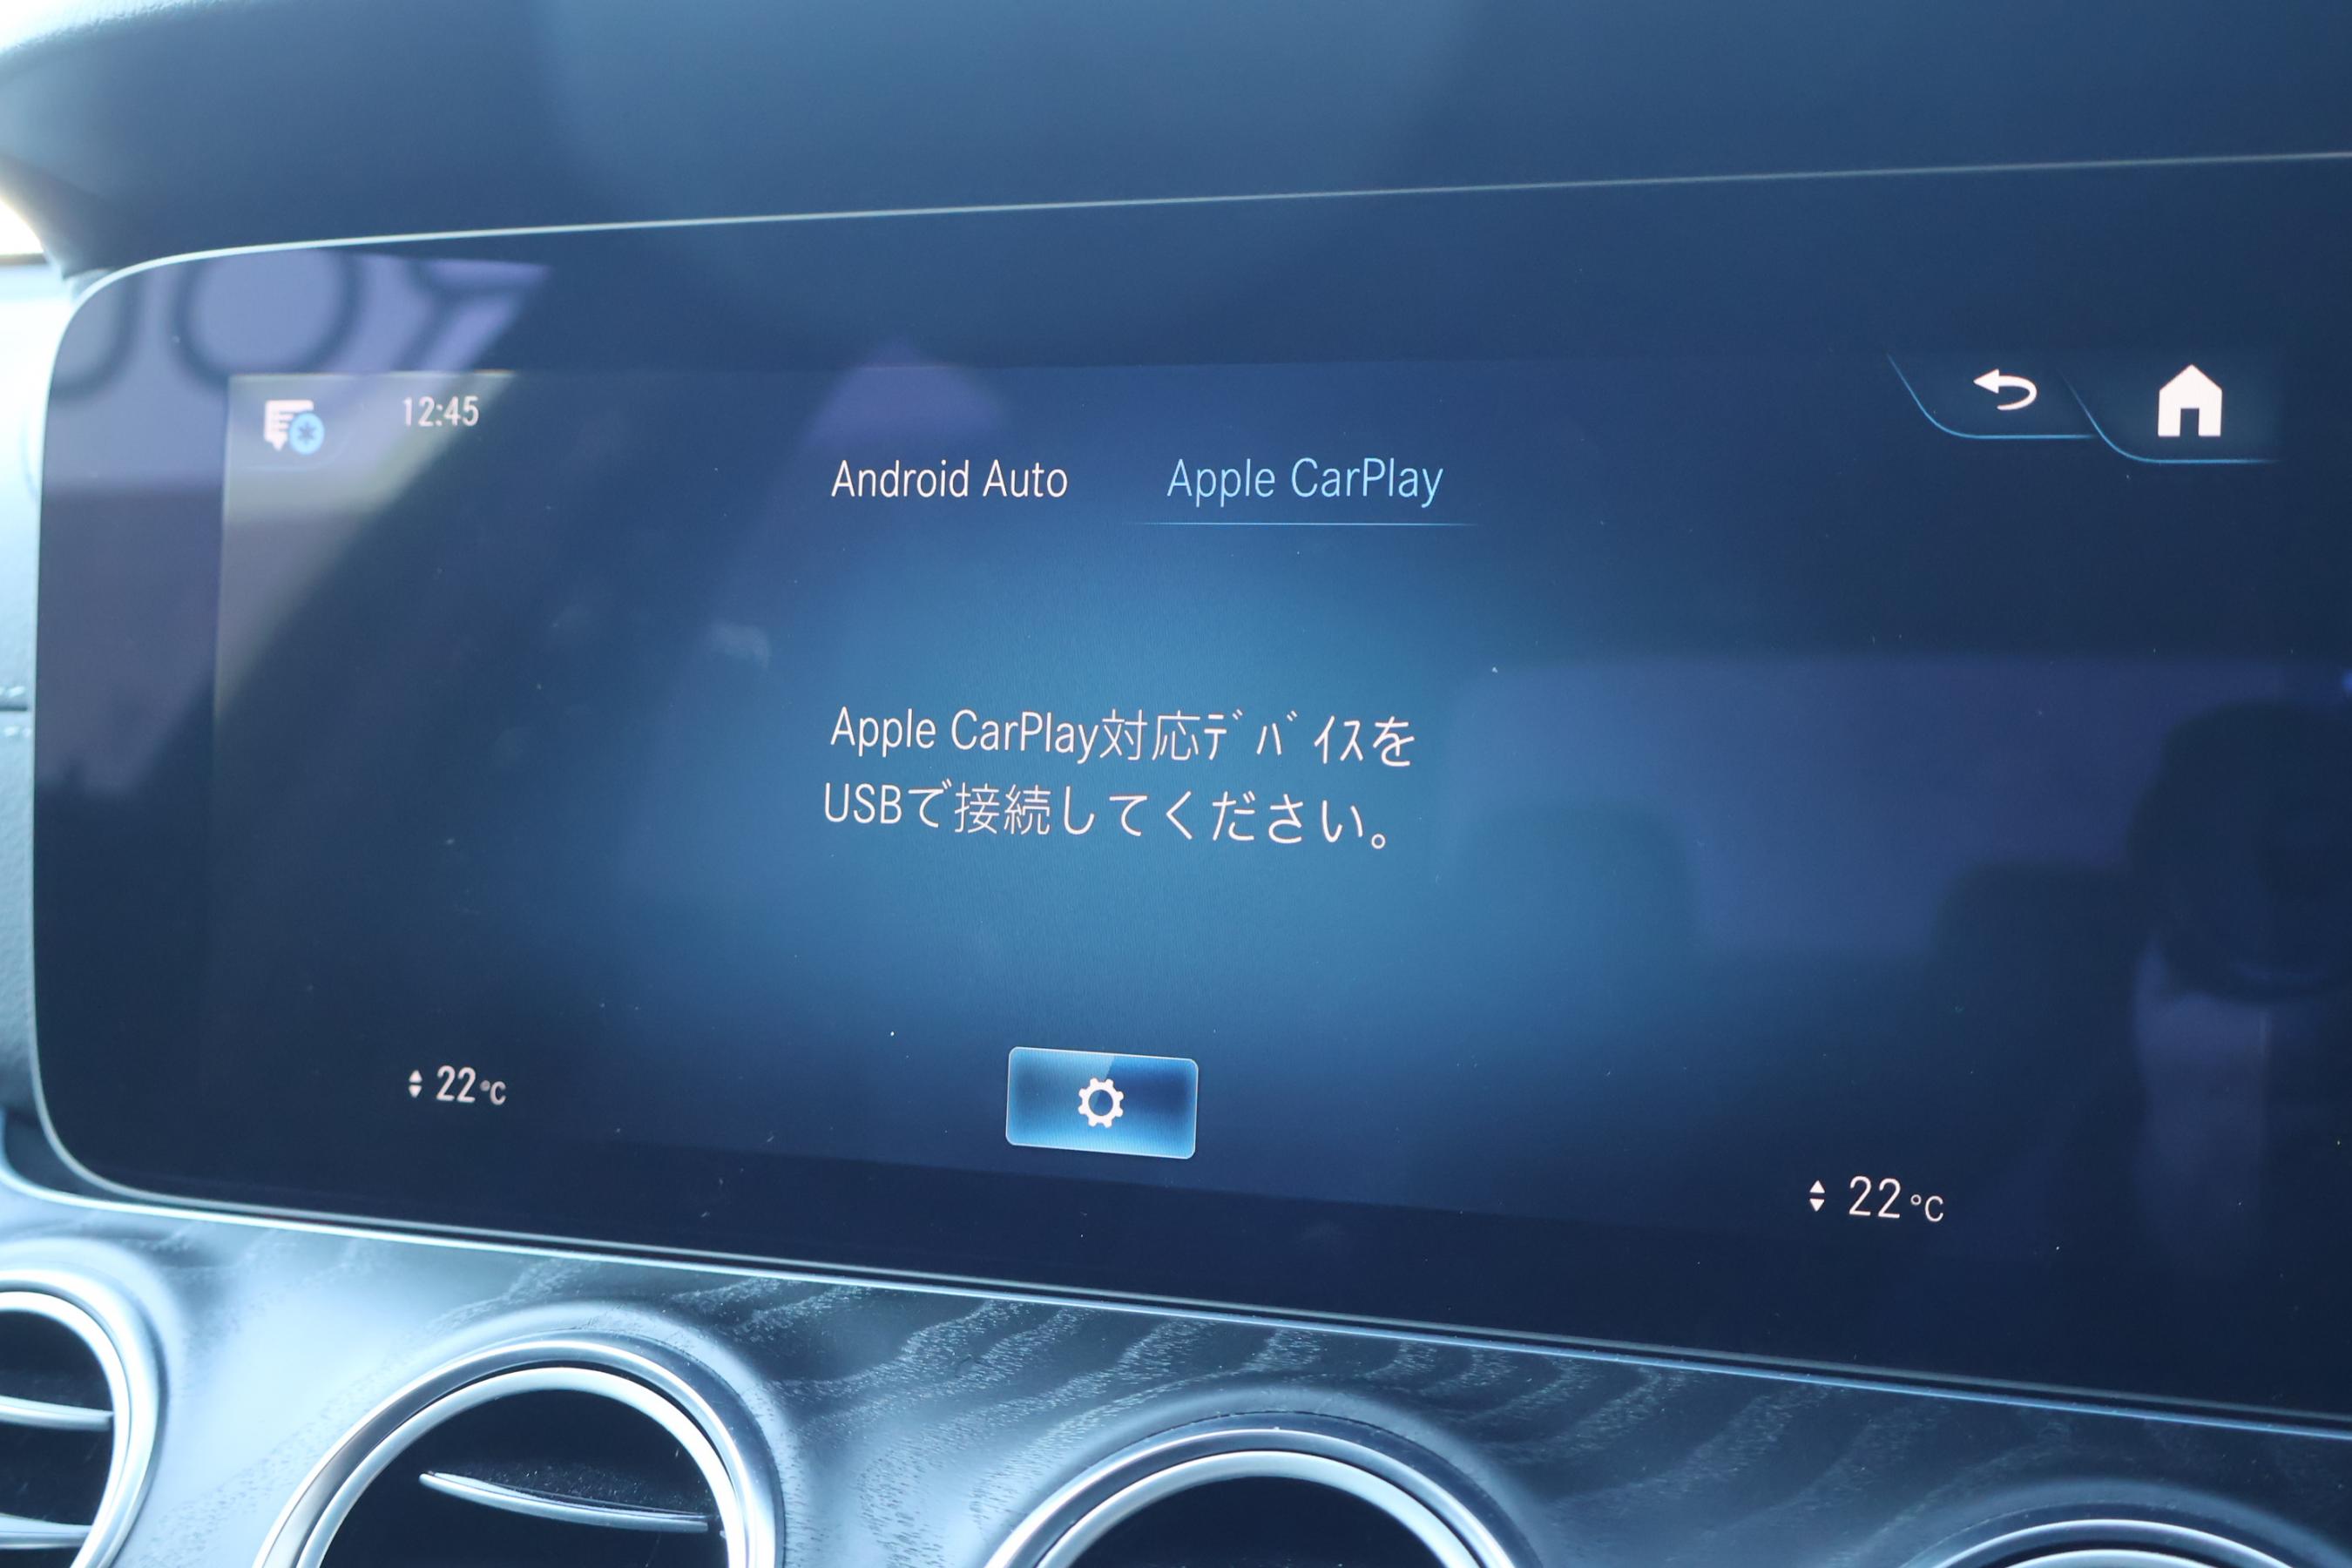 12:45
Android Auto Apple CarPlay
Apple CarPlay対応ﾃﾞﾊﾞｲｽを
USBで接続してください。
22°C
22°C